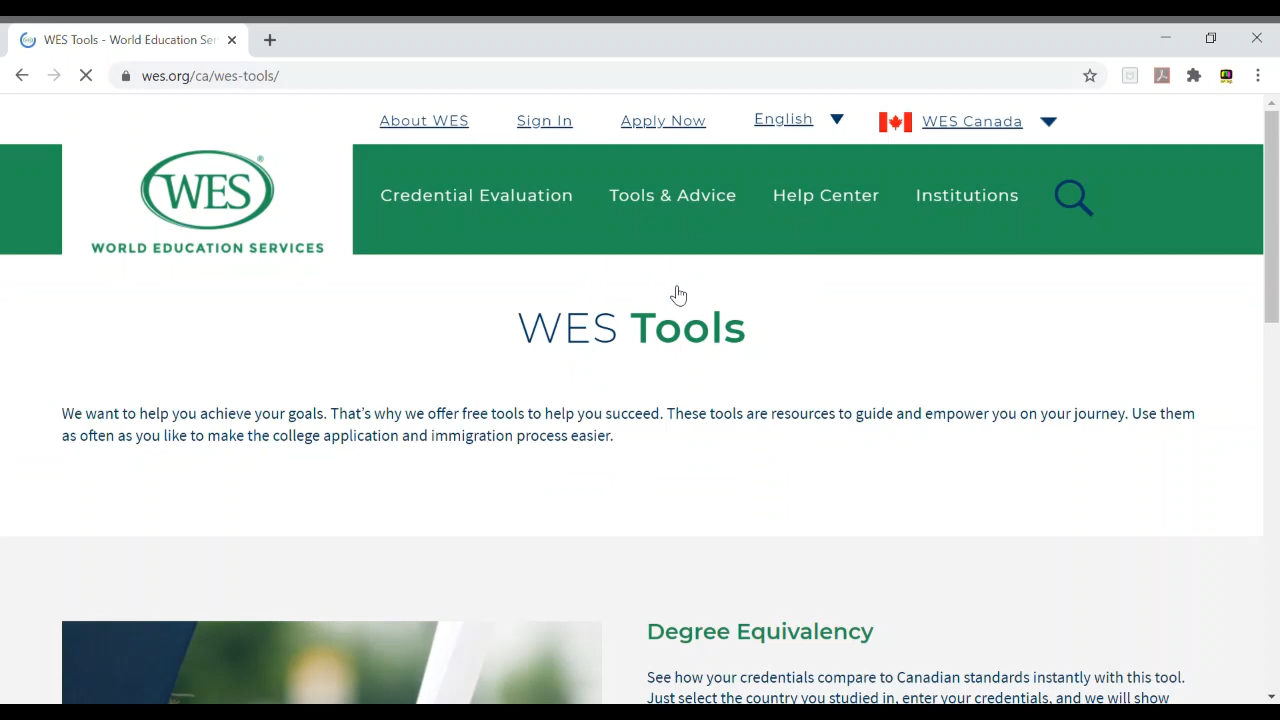 WES Tools - World Education Ser
wes.org/ca/wes-tools/
About WES Sign In Apply Now English WES Canada
WES®
WORLD EDUCATION SERVICES
Credential Evaluation Tools & Advice Help Center Institutions
WES Tools
We want to help you achieve your goals. That's why we offer free tools to help you succeed. These tools are resources to guide and empower you on your journey. Use them
as often as you like to make the college application and immigration process easier.
Degree Equivalency
See how your credentials compare to Canadian standards instantly with this tool.
Just select the country you studied in, enter your credentials, and we will show